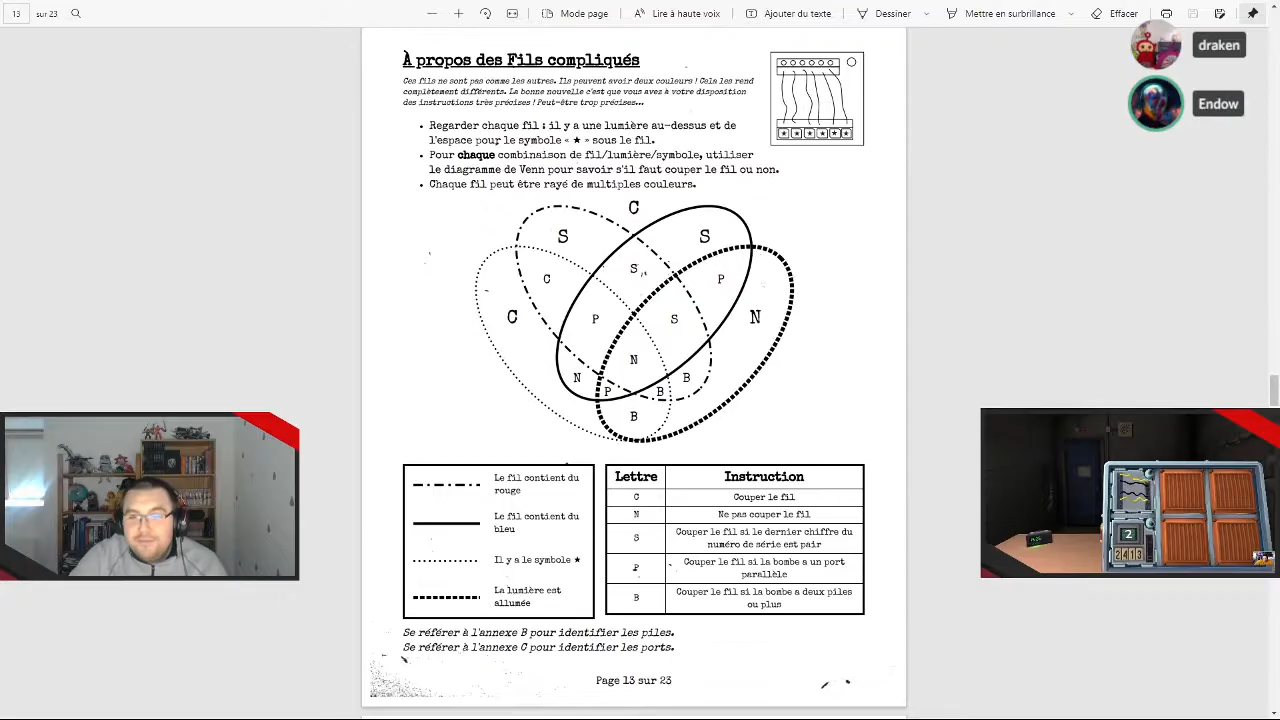 13 sur 23
Mode page
Lire à haute voix
Ajouter du texte
Dessiner
Mettre en surbrillance
Effacer
draken
Endow
À propos des Fils compliqués
Ces fils ne sont pas comme les autres. Ils peuvent avoir deux couleurs ! Cela les rend
complètement différents. La bonne nouvelle c'est que vous avez à votre disposition
des instructions très précises ! Peut-être trop précises...
• Regarder chaque fil : il y a une lumière au-dessus et de
l'espace pour le symbole « ★ » sous le fil.
• Pour chaque combinaison de fil/lumière/symbole, utiliser
le diagramme de Venn pour savoir s'il faut couper le fil ou non.
• Chaque fil peut être rayé de multiples couleurs.
C
S
S
S
C
P
C
P
S
N
N
N
P
B
B
B
Le fil contient du
rouge
Le fil contient du
bleu
Il y a le symbole ★
La lumière est
allumée
Lettre Instruction
C Couper le fil
N Ne pas couper le fil
S Couper le fil si le dernier chiffre du
numéro de série est pair
P Couper le fil si la bombe a un port
parallèle
B Couper le fil si la bombe a deux piles
ou plus
Se référer à l'annexe B pour identifier les piles.
Se référer à l'annexe C pour identifier les ports.
Page 13 sur 23
2
2413